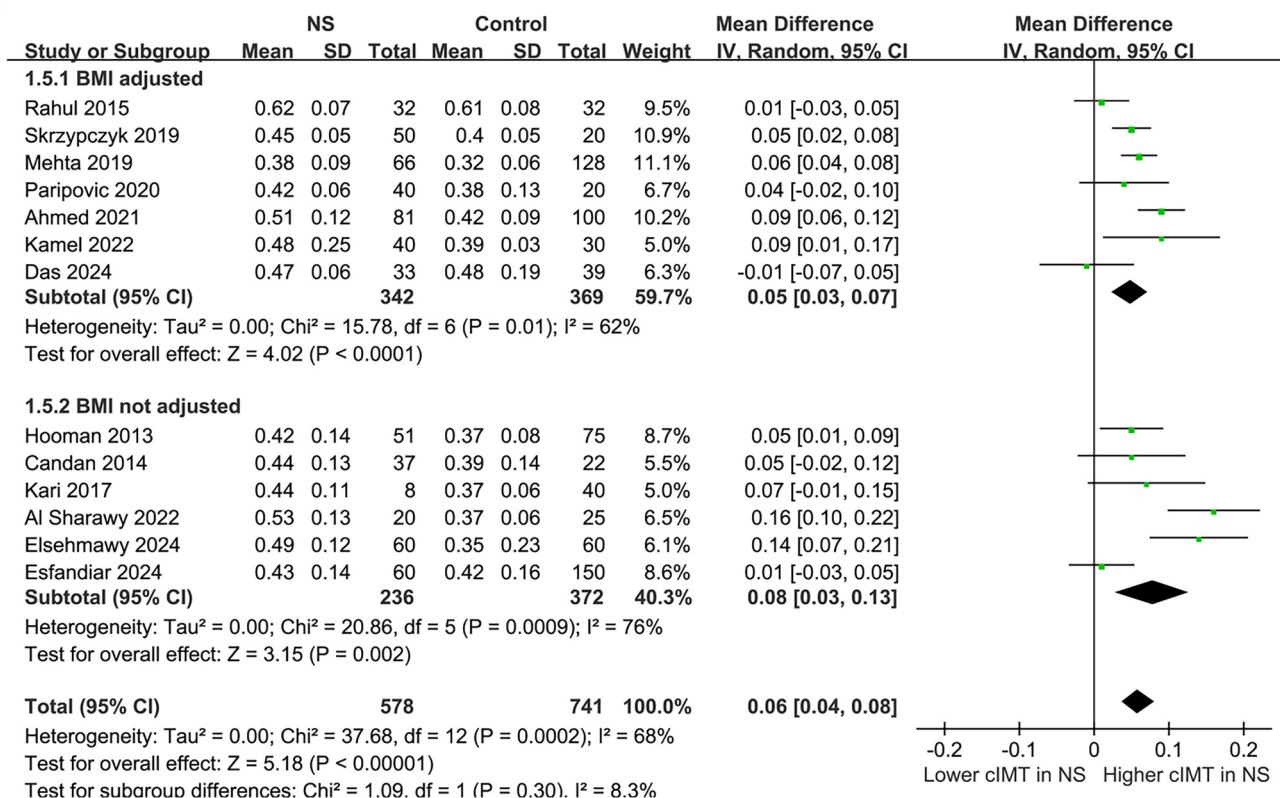 NS Control Mean Difference Mean Difference
Study or Subgroup Mean SD Total Mean SD Total Weight IV, Random, 95% CI IV, Random, 95% CI
1.5.1 BMI adjusted
Rahul 2015 0.62 0.07 32 0.61 0.08 32 9.5% 0.01 [-0.03, 0.05]
Skrzypczyk 2019 0.45 0.05 50 0.4 0.05 20 10.9% 0.05 [0.02, 0.08]
Mehta 2019 0.38 0.09 66 0.32 0.06 128 11.1% 0.06 [0.04, 0.08]
Paripovic 2020 0.42 0.06 40 0.38 0.13 20 6.7% 0.04 [-0.02, 0.10]
Ahmed 2021 0.51 0.12 81 0.42 0.09 100 10.2% 0.09 [0.06, 0.12]
Kamel 2022 0.48 0.25 40 0.39 0.03 30 5.0% 0.09 [0.01, 0.17]
Das 2024 0.47 0.06 33 0.48 0.19 39 6.3% -0.01 [-0.07, 0.05]
Subtotal (95% CI) 342 369 59.7% 0.05 [0.03, 0.07]
Heterogeneity: Tau² = 0.00; Chi² = 15.78, df = 6 (P = 0.01); I² = 62%
Test for overall effect: Z = 4.02 (P < 0.0001)
1.5.2 BMI not adjusted
Hooman 2013 0.42 0.14 51 0.37 0.08 75 8.7% 0.05 [0.01, 0.09]
Candan 2014 0.44 0.13 37 0.39 0.14 22 5.5% 0.05 [-0.02, 0.12]
Kari 2017 0.44 0.11 8 0.37 0.06 40 5.0% 0.07 [-0.01, 0.15]
Al Sharawy 2022 0.53 0.13 20 0.37 0.06 25 6.5% 0.16 [0.10, 0.22]
Elsehmawy 2024 0.49 0.12 60 0.35 0.23 60 6.1% 0.14 [0.07, 0.21]
Esfandiar 2024 0.43 0.14 60 0.42 0.16 150 8.6% 0.01 [-0.03, 0.05]
Subtotal (95% CI) 236 372 40.3% 0.08 [0.03, 0.13]
Heterogeneity: Tau² = 0.00; Chi² = 20.86, df = 5 (P = 0.0009); I² = 76%
Test for overall effect: Z = 3.15 (P = 0.002)
Total (95% CI) 578 741 100.0% 0.06 [0.04, 0.08]
Heterogeneity: Tau² = 0.00; Chi² = 37.68, df = 12 (P = 0.0002); I² = 68%
Test for overall effect: Z = 5.18 (P < 0.00001)
Test for subgroup differences: Chi² = 1.09, df = 1 (P = 0.30), I² = 8.3%
-0.2 -0.1 0 0.1 0.2
Lower cIMT in NS Higher cIMT in NS